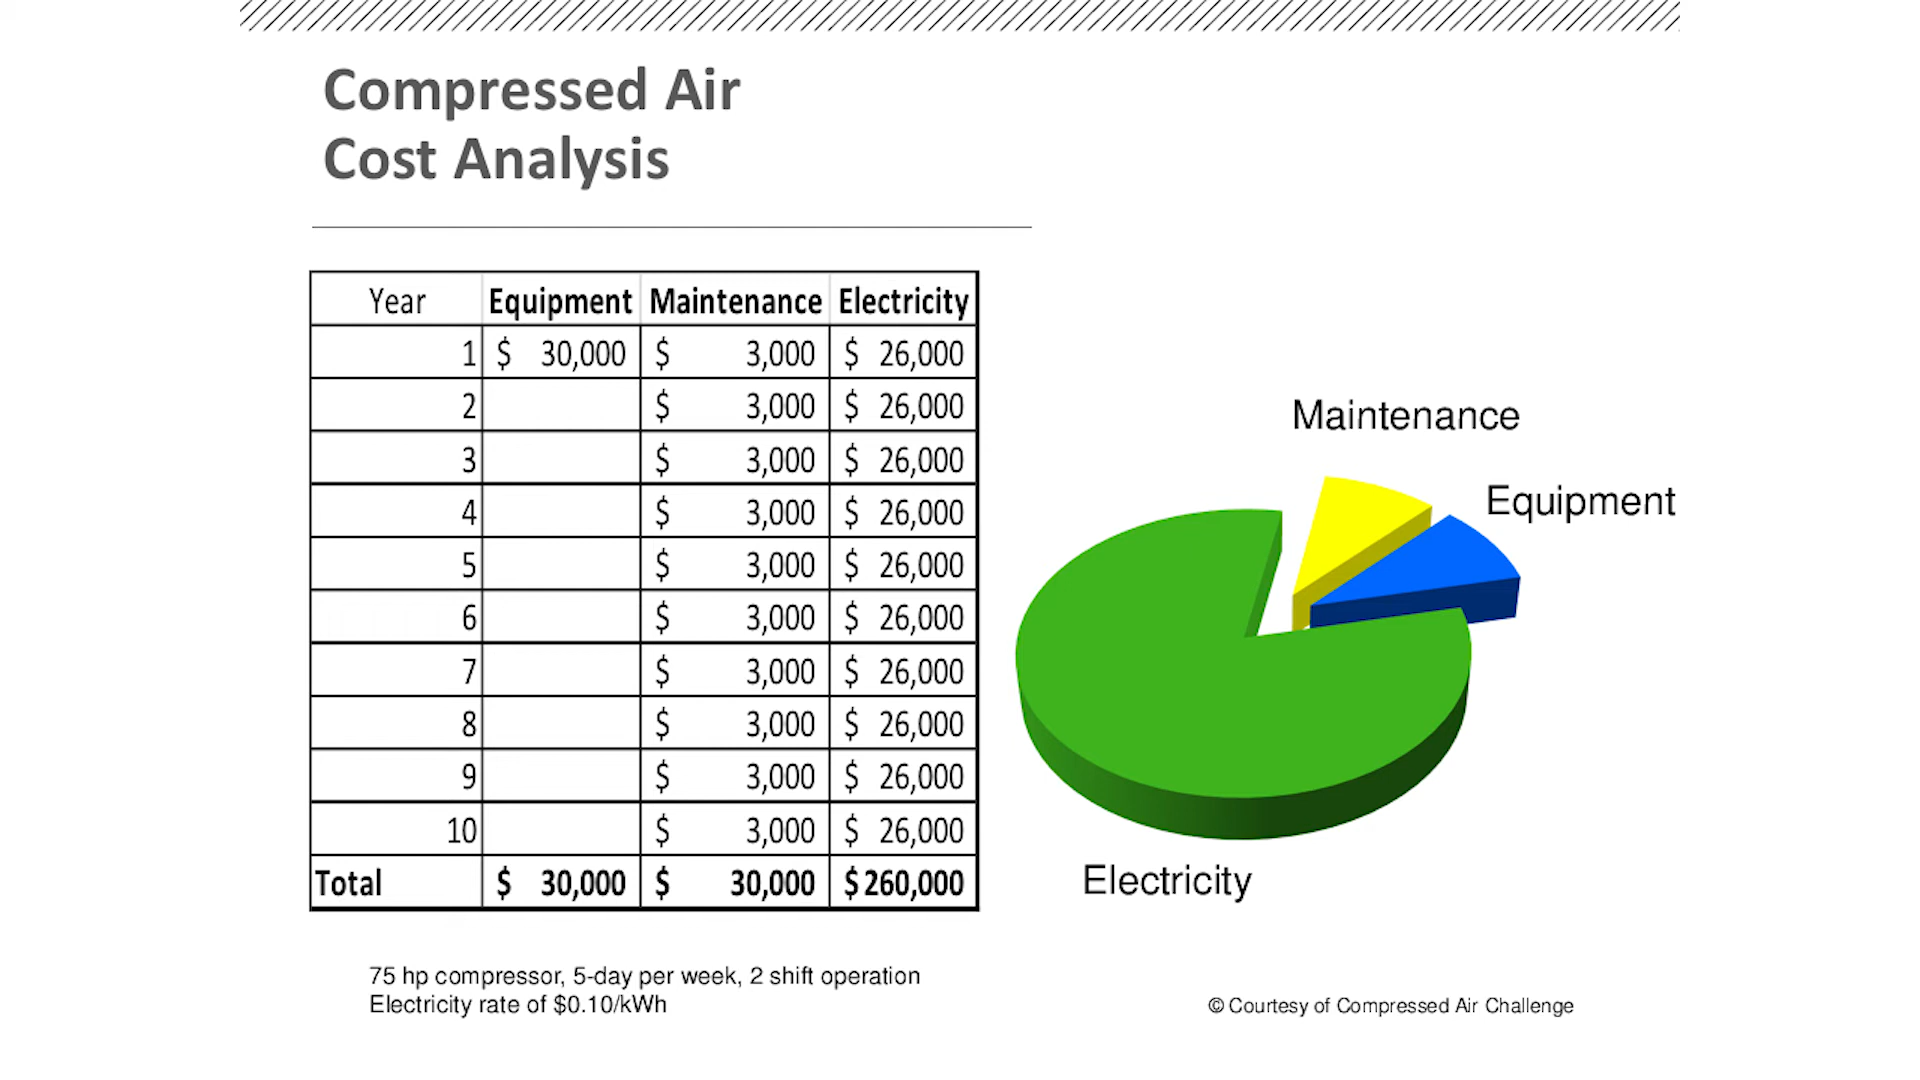 Compressed Air
Cost Analysis
Year Equipment Maintenance Electricity
1 $ 30,000 $ 3,000 $ 26,000
2 $ 3,000 $ 26,000
3 $ 3,000 $ 26,000
4 $ 3,000 $ 26,000
5 $ 3,000 $ 26,000
6 $ 3,000 $ 26,000
7 $ 3,000 $ 26,000
8 $ 3,000 $ 26,000
9 $ 3,000 $ 26,000
10 $ 3,000 $ 26,000
Total $ 30,000 $ 30,000 $260,000
Maintenance
Equipment
Electricity
75 hp compressor, 5-day per week, 2 shift operation
Electricity rate of $0.10/kWh
© Courtesy of Compressed Air Challenge